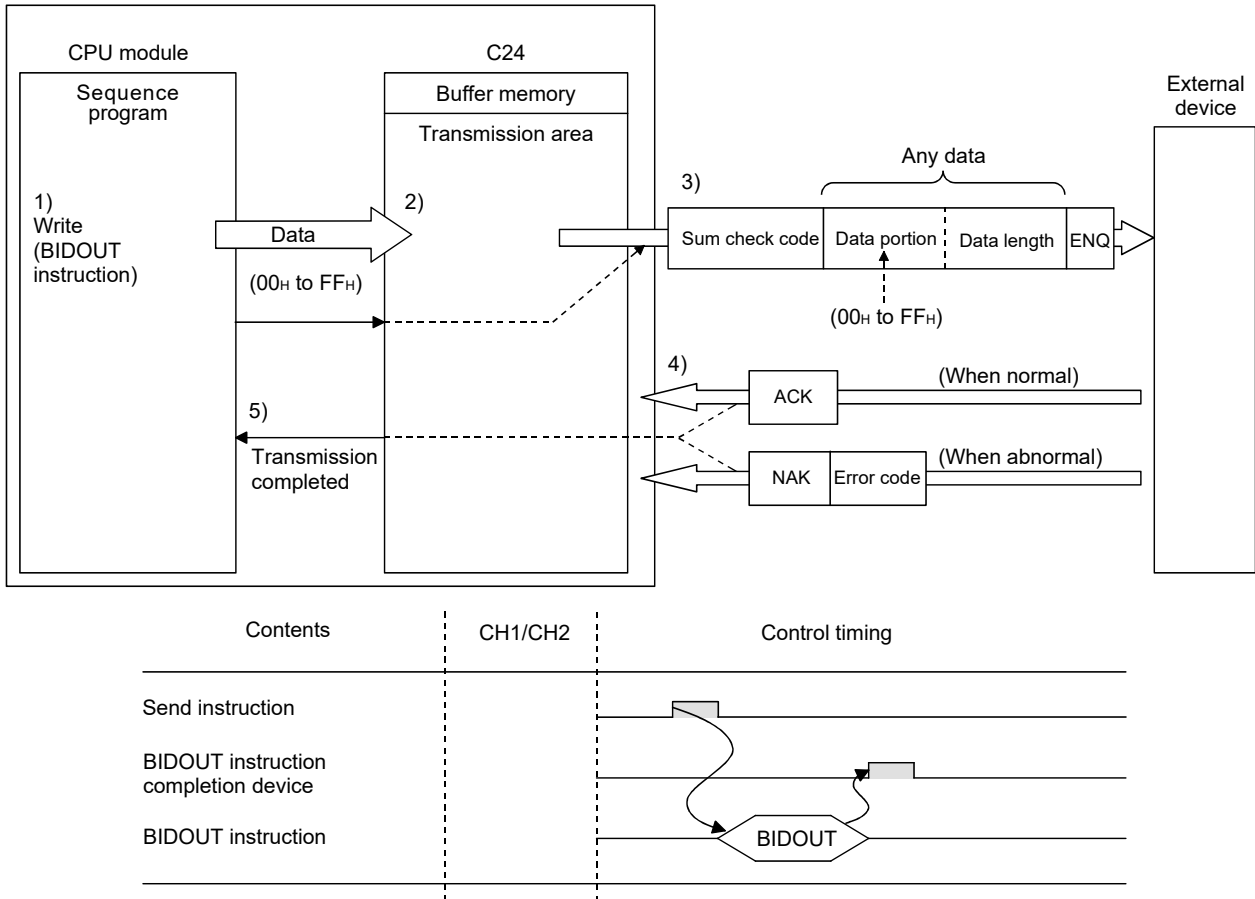 CPU module
C24
Sequence
program
Buffer memory
Transmission area
External
device
Any data
1)
Write
(BIDOUT
instruction)
Data
(00H to FFH)
2)
3)
Sum check code
Data portion
Data length
ENQ
(00H to FFH)
4)
ACK
(When normal)
5)
Transmission
completed
NAK
Error code
(When abnormal)
Contents
CH1/CH2
Control timing
Send instruction
BIDOUT instruction
completion device
BIDOUT instruction
BIDOUT